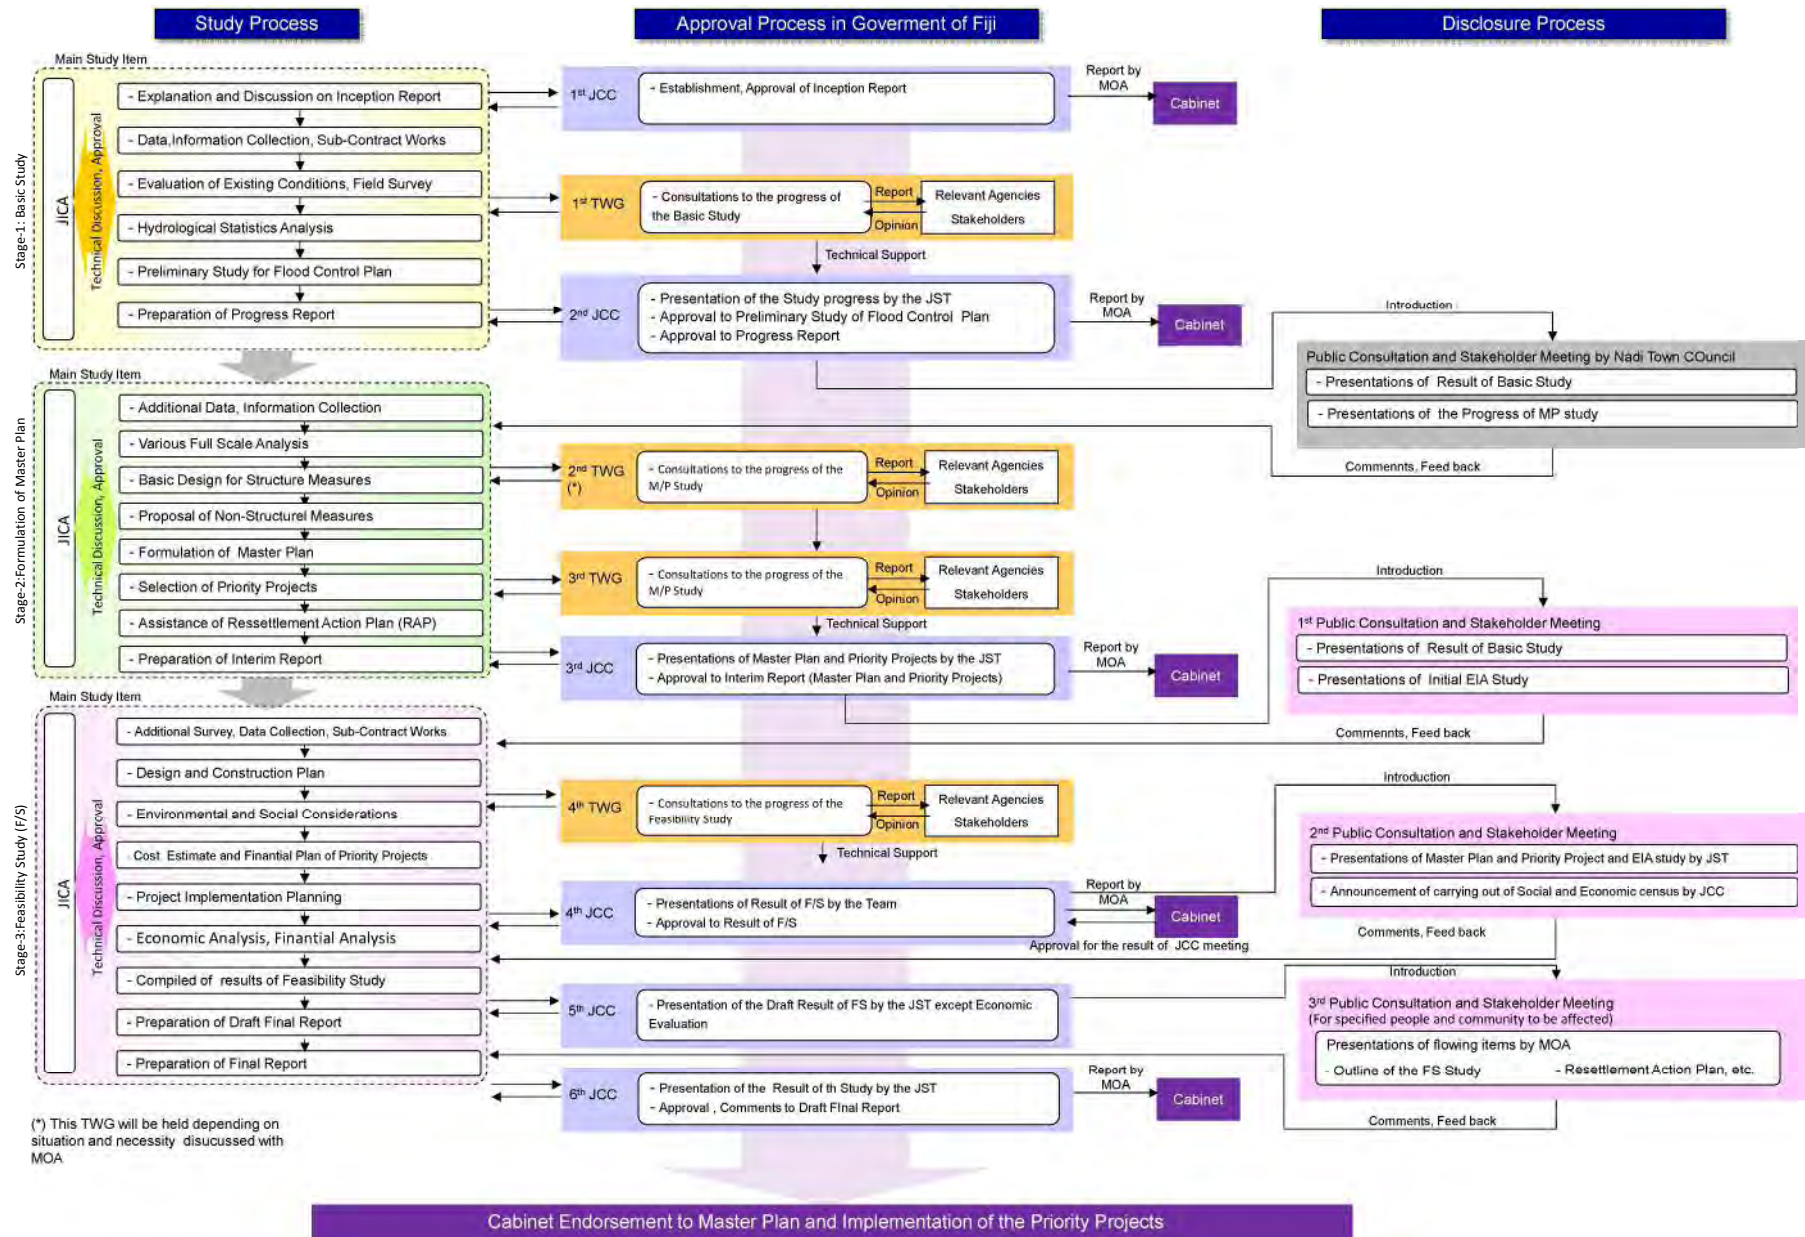 Study Process
Approval Process in Goverment of Fiji
Disclosure Process
Main Study Item
Stage-1: Basic Study
JICA
Technical Discussion, Approval
- Explanation and Discussion on Inception Report
- Data,Information Collection, Sub-Contract Works
- Evaluation of Existing Conditions, Field Survey
- Hydrological Statistics Analysis
- Preliminary Study for Flood Control Plan
- Preparation of Progress Report
1st JCC
- Establishment, Approval of Inception Report
Report by
MOA
Cabinet
1st TWG
- Consultations to the progress of
the Basic Study
Report
Opinion
Relevant Agencies
Stakeholders
Technical Support
2nd JCC
- Presentation of the Study progress by the JST
- Approval to Preliminary Study of Flood Control Plan
- Approval to Progress Report
Report by
MOA
Cabinet
Introduction
Public Consultation and Stakeholder Meeting by Nadi Town COuncil
- Presentations of Result of Basic Study
- Presentations of the Progress of MP study
Commennts, Feed back
Main Study Item
Stage-2:Formulation of Master Plan
JICA
Technical Discussion, Approval
- Additional Data, Information Collection
- Various Full Scale Analysis
- Basic Design for Structure Measures
- Proposal of Non-Structurel Measures
- Formulation of Master Plan
- Selection of Priority Projects
- Assistance of Ressettlement Action Plan (RAP)
- Preparation of Interim Report
2nd TWG
(*)
- Consultations to the progress of the
M/P Study
Report
Opinion
Relevant Agencies
Stakeholders
3rd TWG
- Consultations to the progress of the
M/P Study
Report
Opinion
Relevant Agencies
Stakeholders
Technical Support
3rd JCC
- Presentations of Master Plan and Priority Projects by the JST
- Approval to Interim Report (Master Plan and Priority Projects)
Report by
MOA
Cabinet
Introduction
1st Public Consultation and Stakeholder Meeting
- Presentations of Result of Basic Study
- Presentations of Initial EIA Study
Commennts, Feed back
Main Study Item
Stage-3:Feasibility Study (F/S)
JICA
Technical Discussion, Approval
- Additional Survey, Data Collection, Sub-Contract Works
- Design and Construction Plan
- Environmental and Social Considerations
Cost Estimate and Finantial Plan of Priority Projects
- Project Implementation Planning
- Economic Analysis, Finantial Analysis
- Compiled of results of Feasibility Study
- Preparation of Draft Final Report
- Preparation of Final Report
4th TWG
- Consultations to the progress of the
Feasibility Study
Report
Opinion
Relevant Agencies
Stakeholders
Technical Support
4th JCC
- Presentations of Result of F/S by the Team
- Approval to Result of F/S
Report by
MOA
Cabinet
Approval for the result of JCC meeting
Introduction
2nd Public Consultation and Stakeholder Meeting
- Presentations of Master Plan and Priority Project and EIA study by JST
- Announcement of carrying out of Social and Economic census by JCC
Comments, Feed back
5th JCC
- Presentation of the Draft Result of FS by the JST except Economic
Evaluation
Introduction
3rd Public Consultation and Stakeholder Meeting
(For specified people and community to be affected)
Presentations of flowing items by MOA
- Outline of the FS Study
- Resettlement Action Plan, etc.
Comments, Feed back
6th JCC
- Presentation of the Result of th Study by the JST
- Approval , Comments to Draft FInal Report
Report by
MOA
Cabinet
(*) This TWG will be held depending on
situation and necessity disucussed with
MOA
Cabinet Endorsement to Master Plan and Implementation of the Priority Projects